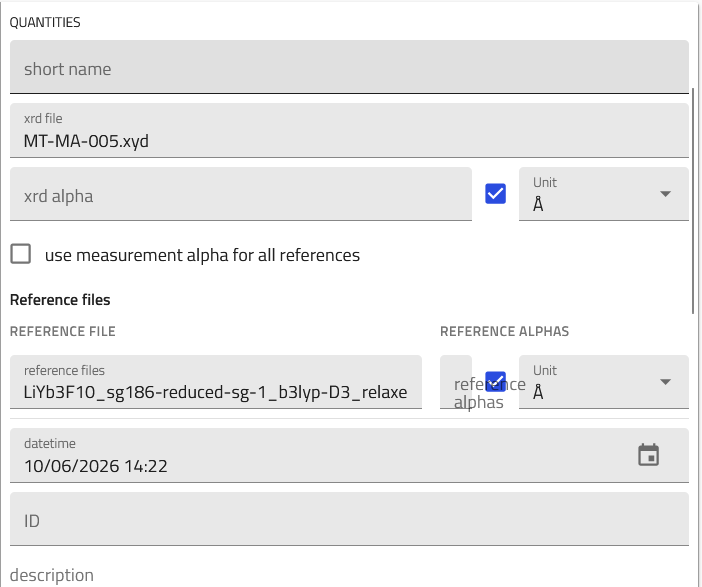 QUANTITIES
short name
xrd file
MT-MA-005.xyd
xrd alpha
Unit
Å
use measurement alpha for all references
Reference files
REFERENCE FILE
REFERENCE ALPHAS
reference files
LiYb3F10_sg186-reduced-sg-1_b3lyp-D3_relaxe
reference
alphas
Unit
Å
datetime
10/06/2026 14:22
ID
description